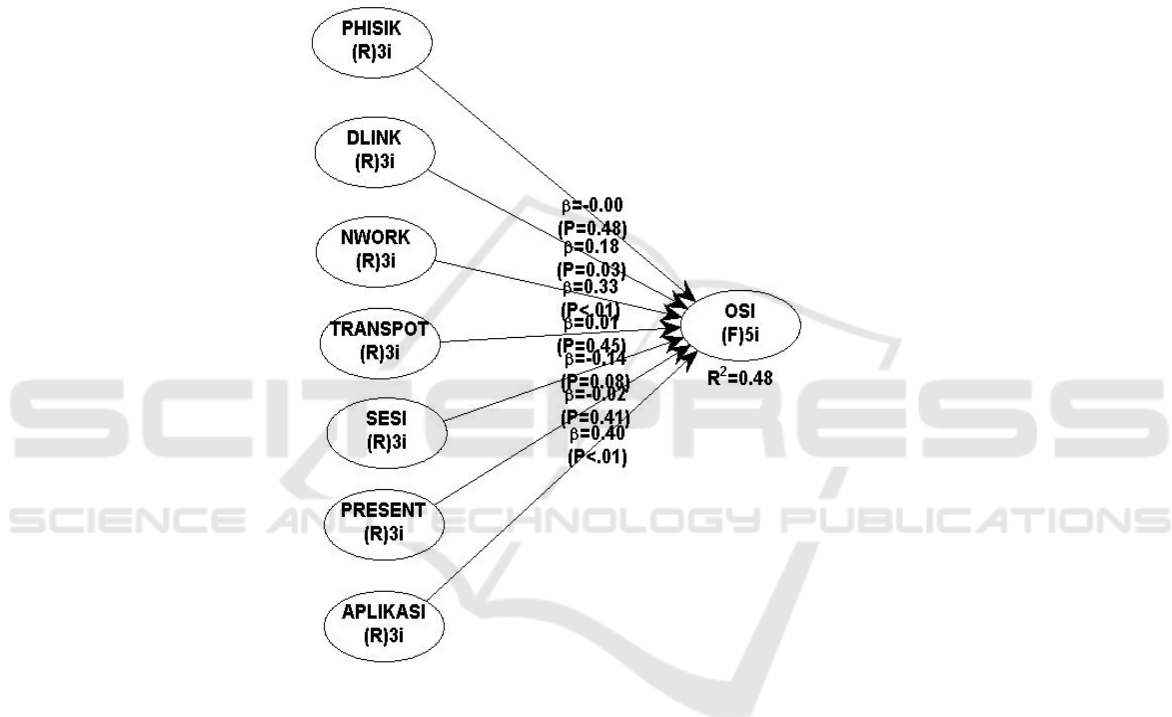 PHISIK
(R)3i
DLINK
(R)3i
NWORK
(R)3i
TRANSPOT
(R)3i
SESI
(R)3i
PRESENT
(R)3i
APLIKASI
(R)3i
β=-0.00
(P=0.48)
β=0.18
(P=0.03)
β=0.33
(P<.01)
β=0.01
(P=0.45)
β=-0.14
(P=0.08)
β=-0.02
(P=0.41)
β=0.40
(P<.01)
OSI
(F)5i
R²=0.48
SCITEPRESS
SCIENCE AND TECHNOLOGY PUBLICATIONS